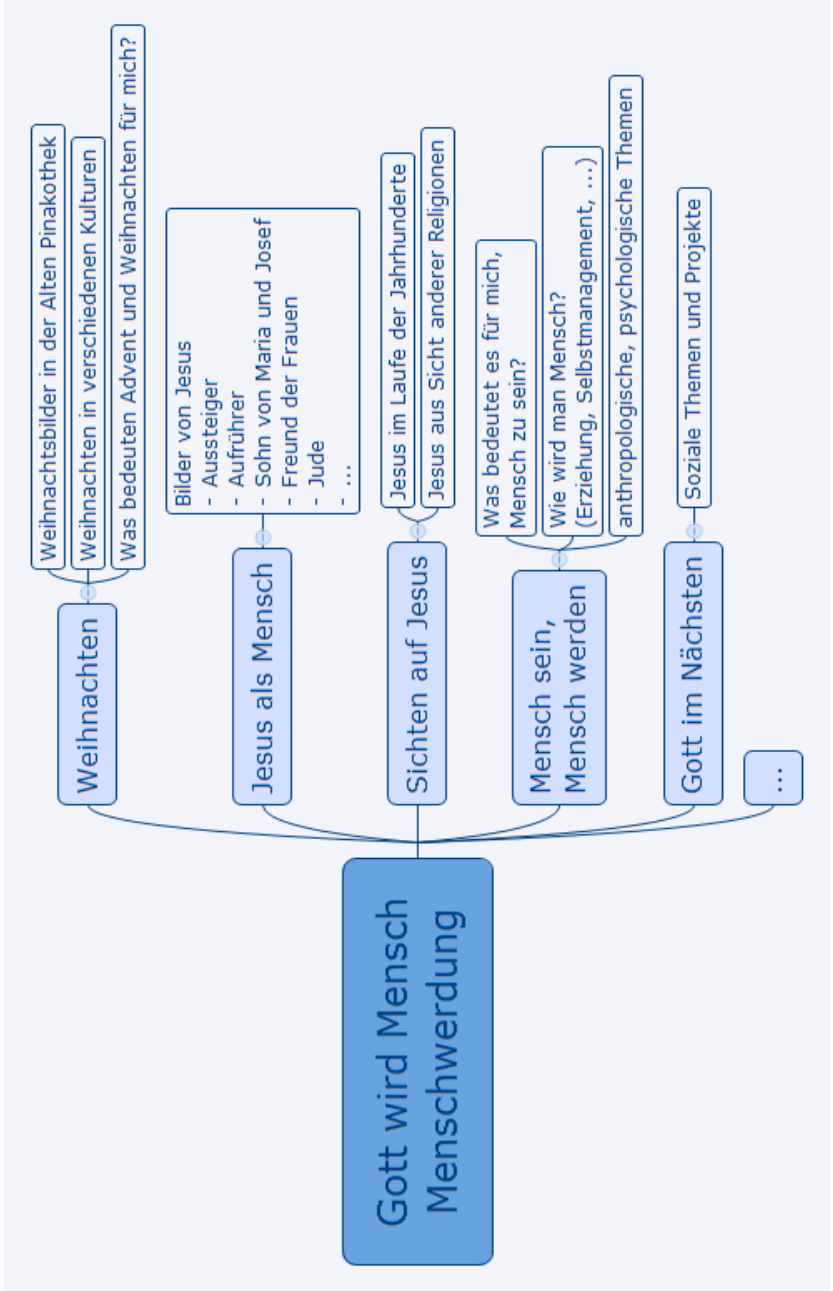 Gott wird Mensch
Menschwerdung
Weihnachten
Weihnachtsbilder in der Alten Pinakothek
Weihnachten in verschiedenen Kulturen
Was bedeuten Advent und Weihnachten für mich?
Jesus als Mensch
Bilder von Jesus
- Aussteiger
- Aufrührer
- Sohn von Maria und Josef
- Freund der Frauen
- Jude
- ...
Sichten auf Jesus
Jesus im Laufe der Jahrhunderte
Jesus aus Sicht anderer Religionen
Mensch sein,
Mensch werden
Was bedeutet es für mich,
Mensch zu sein?
Wie wird man Mensch?
(Erziehung, Selbstmanagement, ...)
anthropologische, psychologische Themen
Gott im Nächsten
Soziale Themen und Projekte
...